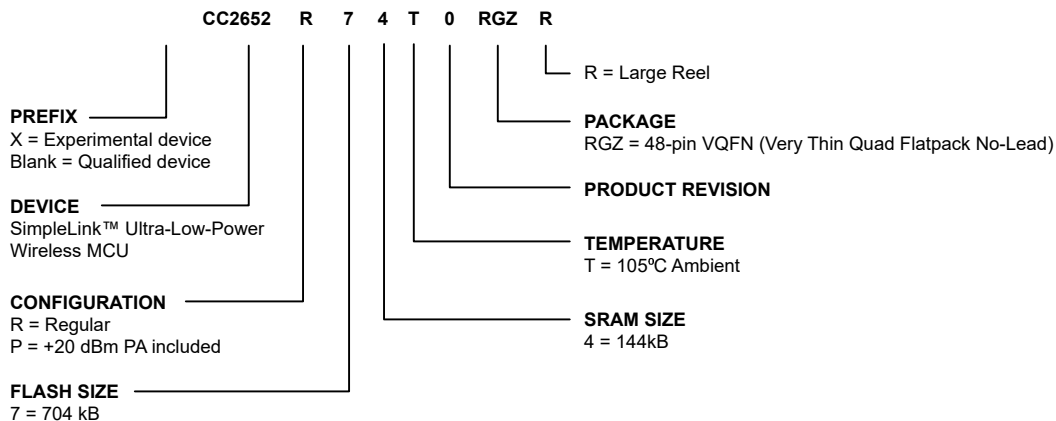 CC2652 R 7 4 T 0 RGZ R
PREFIX
X = Experimental device
Blank = Qualified device
DEVICE
SimpleLink™ Ultra-Low-Power
Wireless MCU
CONFIGURATION
R = Regular
P = +20 dBm PA included
FLASH SIZE
7 = 704 kB
R = Large Reel
PACKAGE
RGZ = 48-pin VQFN (Very Thin Quad Flatpack No-Lead)
PRODUCT REVISION
TEMPERATURE
T = 105ºC Ambient
SRAM SIZE
4 = 144kB